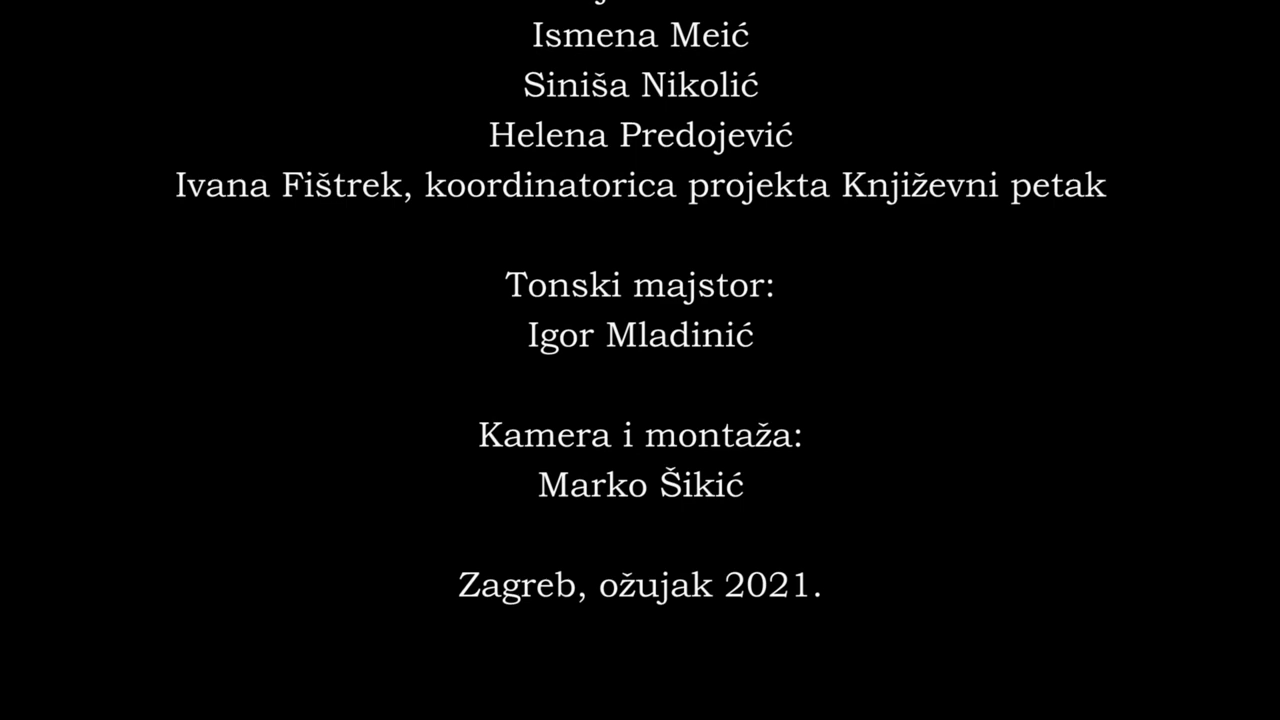 Ismena Meić
Siniša Nikolić
Helena Predojević
Ivana Fištrek, koordinatorica projekta Književni petak
Tonski majstor:
Igor Mladinić
Kamera i montaža:
Marko Šikić
Zagreb, ožujak 2021.